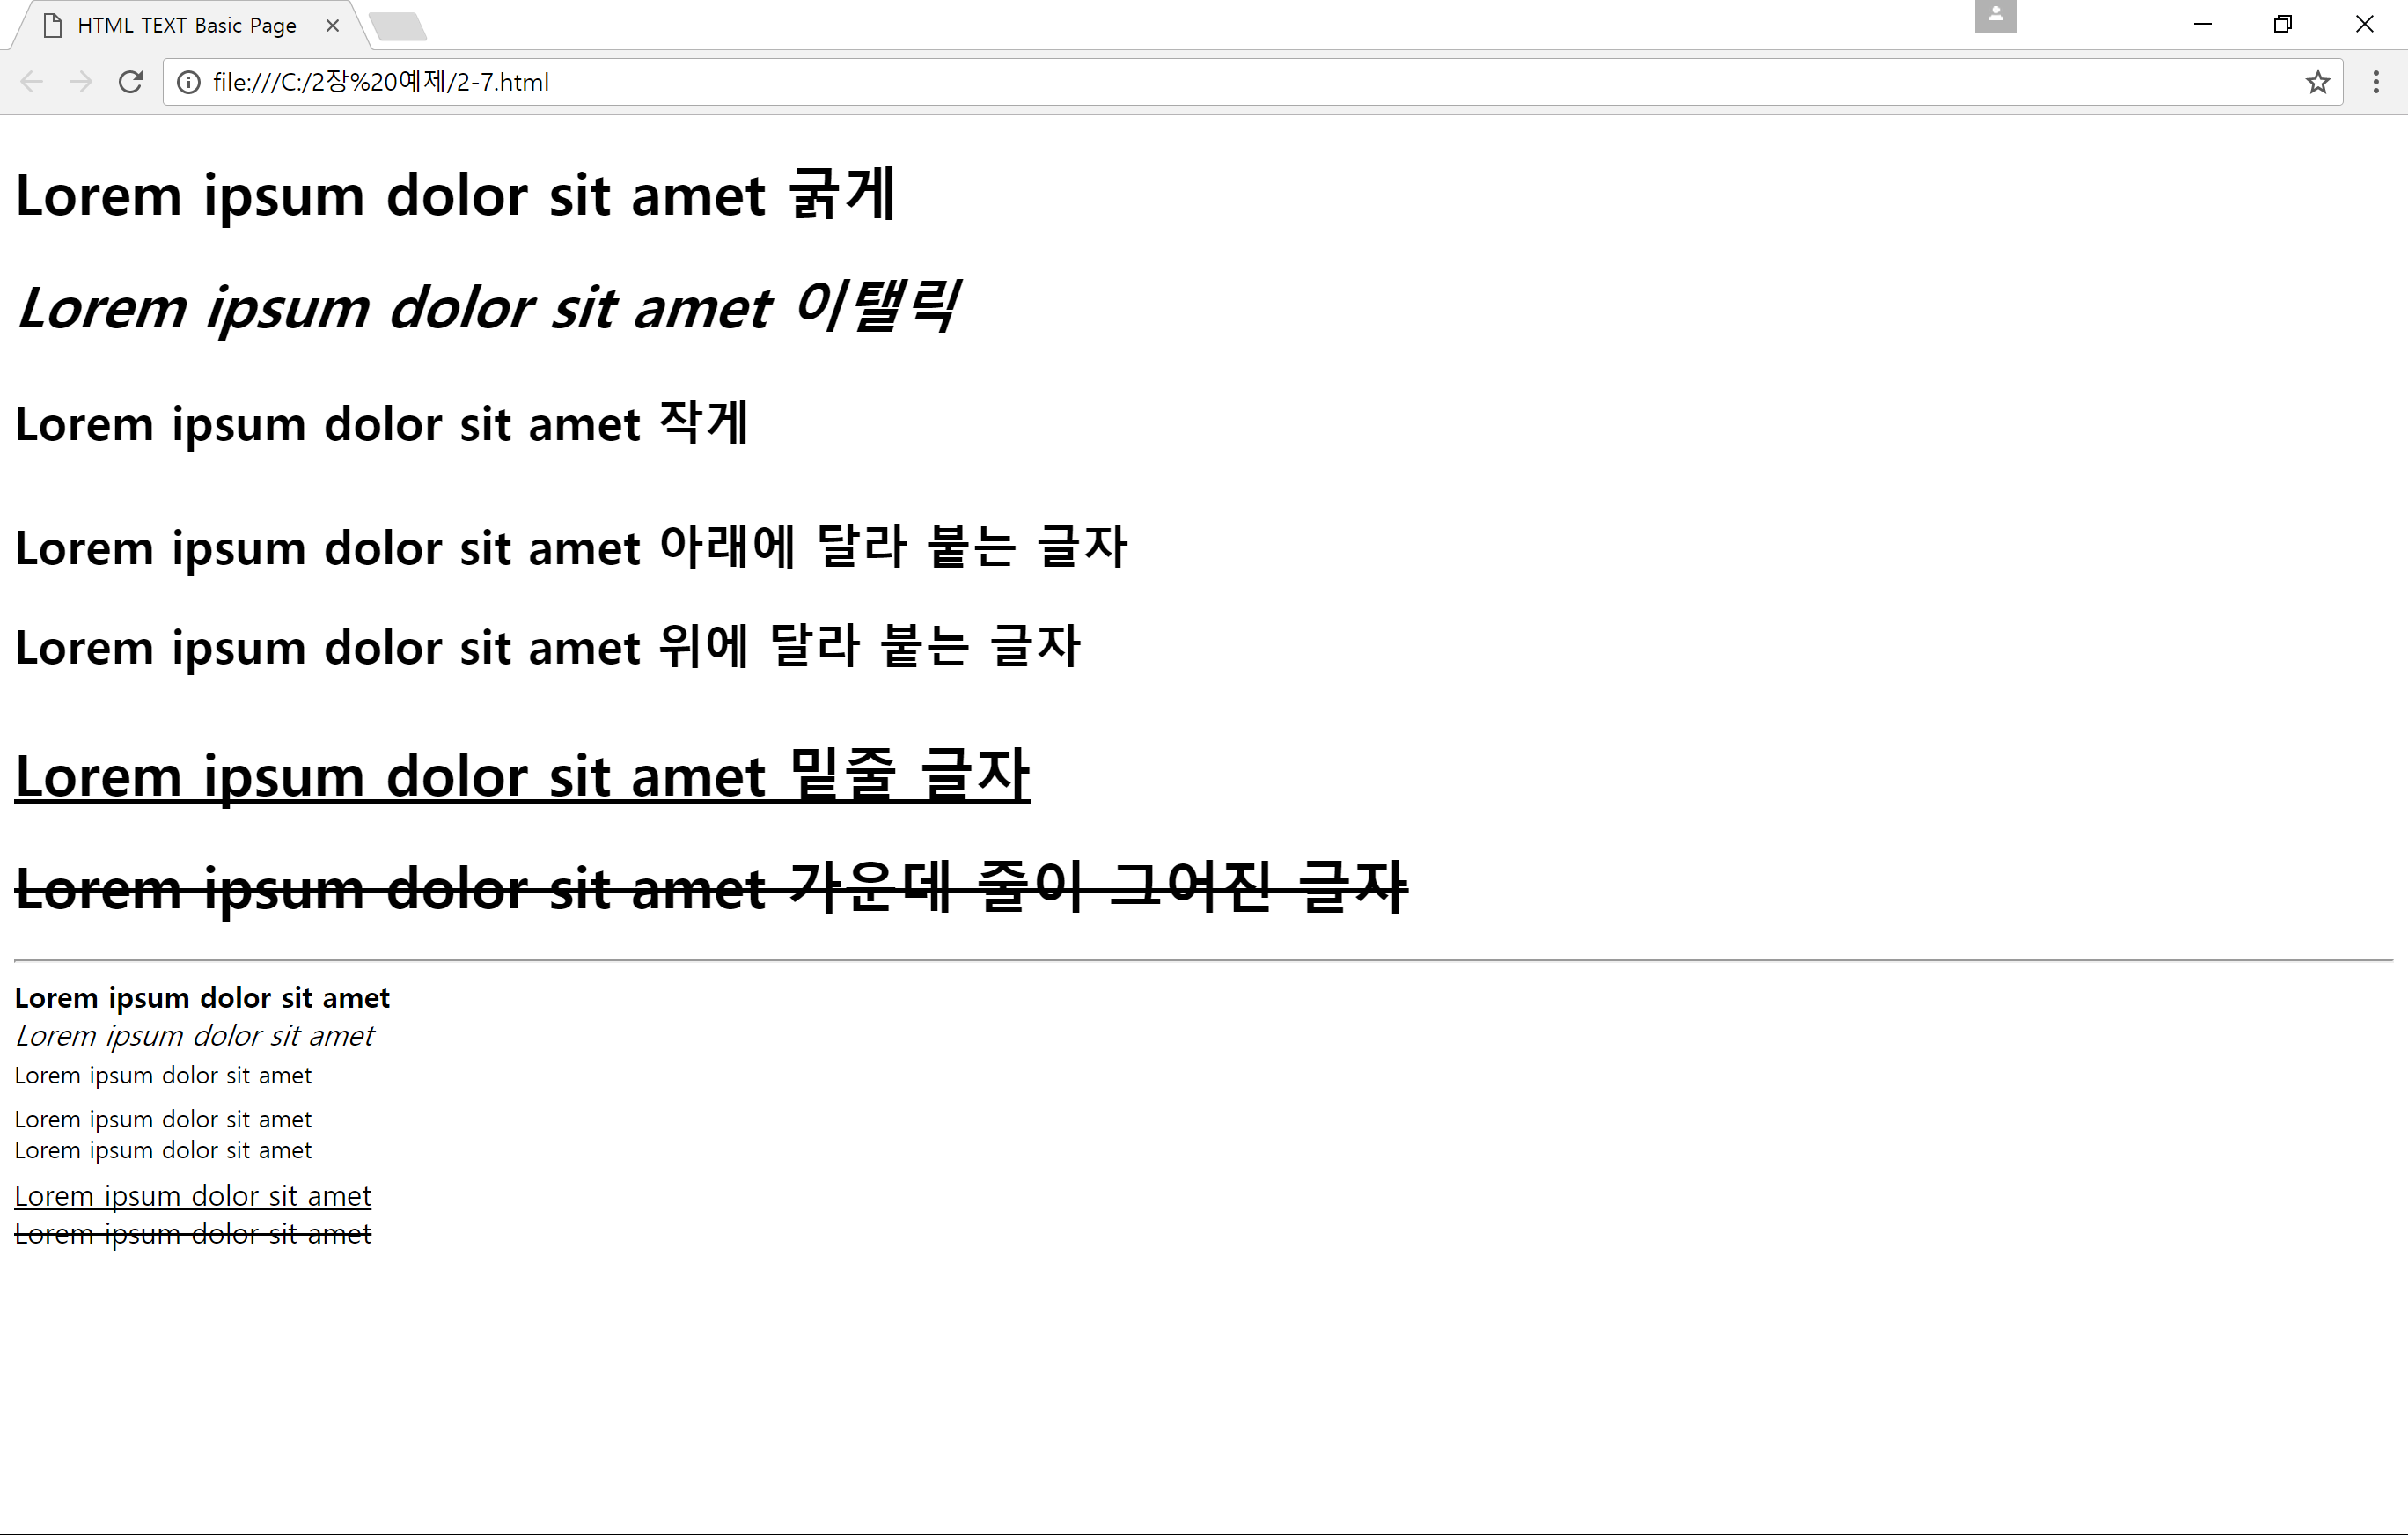 HTML TEXT Basic Page
file:///C:/2장%20예제/2-7.html
Lorem ipsum dolor sit amet 굵게
Lorem ipsum dolor sit amet 이탤릭
Lorem ipsum dolor sit amet 작게
Lorem ipsum dolor sit amet 아래에 달라 붙는 글자
Lorem ipsum dolor sit amet 위에 달라 붙는 글자
Lorem ipsum dolor sit amet 밑줄 글자
Lorem ipsum dolor sit amet 가운데 줄이 그어진 글자
Lorem ipsum dolor sit amet
Lorem ipsum dolor sit amet
Lorem ipsum dolor sit amet
Lorem ipsum dolor sit amet
Lorem ipsum dolor sit amet
Lorem ipsum dolor sit amet
Lorem ipsum dolor sit amet